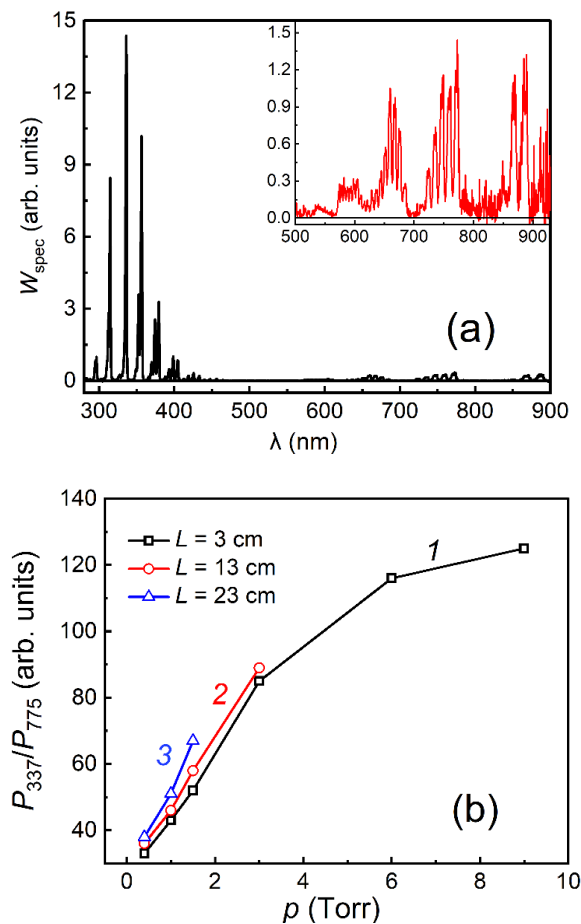 15
12
9
6
3
0
W_spec (arb. units)
1.5
1.2
0.9
0.6
0.3
0.0
500 600 700 800 900
(a)
300 400 500 600 700 800 900
λ (nm)
140
120
100
80
60
40
P_337/P_775 (arb. units)
L = 3 cm
L = 13 cm
L = 23 cm
1
2
3
(b)
0 2 4 6 8 10
p (Torr)